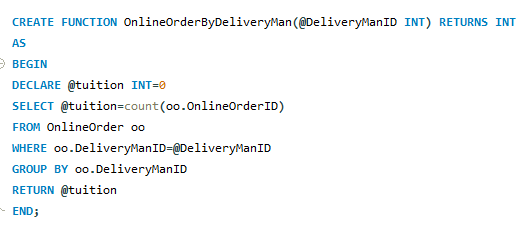 CREATE FUNCTION OnlineOrderByDeliveryMan(@DeliveryManID INT) RETURNS INT
AS
BEGIN
DECLARE @tuition INT=0
SELECT @tuition=count(oo.OnlineOrderID)
FROM OnlineOrder oo
WHERE oo.DeliveryManID=@DeliveryManID
GROUP BY oo.DeliveryManID
RETURN @tuition
END;